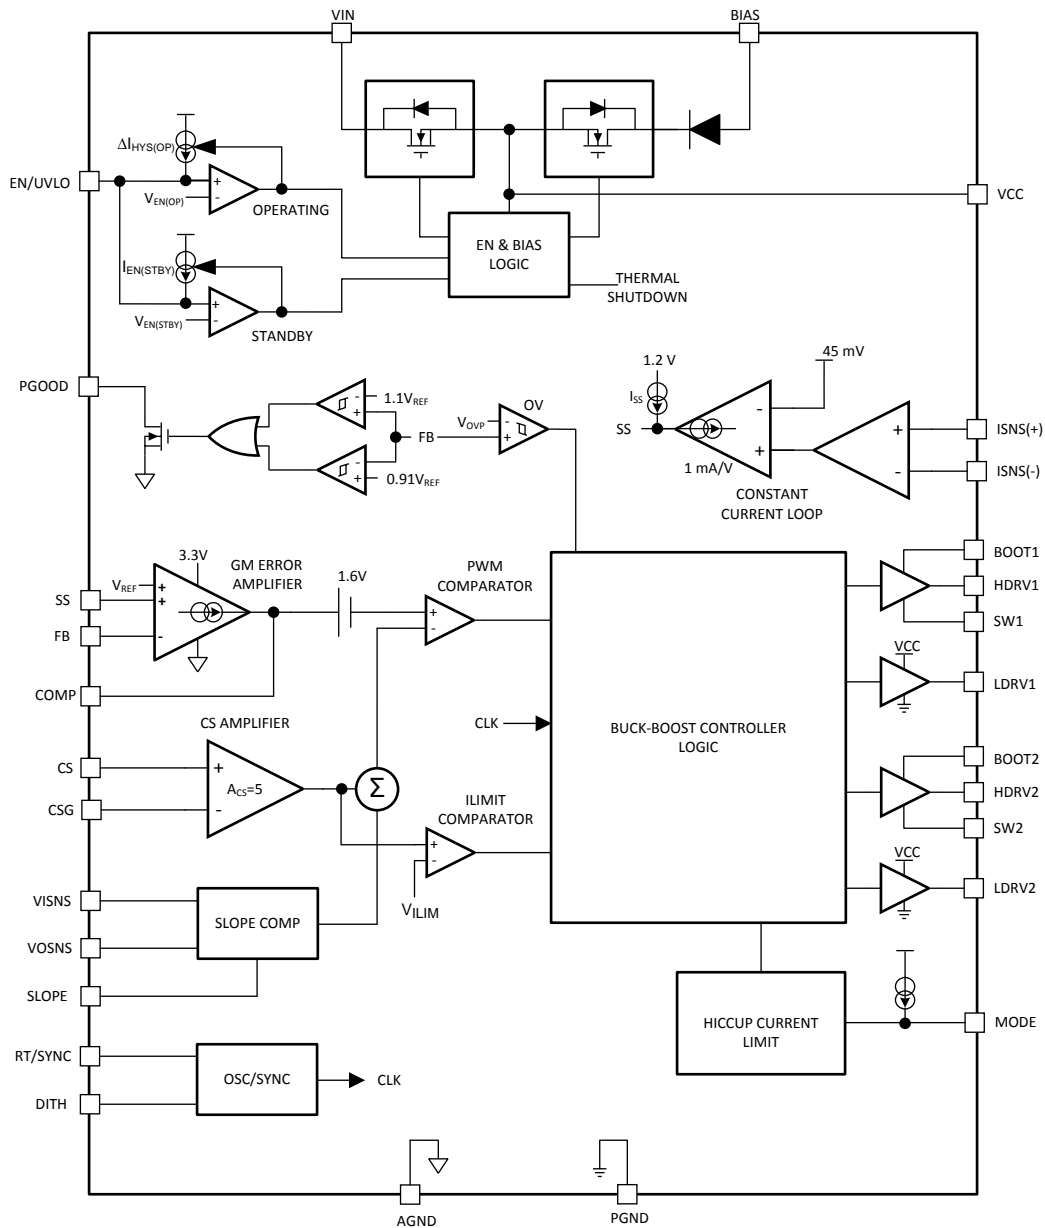 VIN
BIAS
ΔIHYS(OP)
EN/UVLO
+
VEN(OP)
-
OPERATING
VCC
EN & BIAS
LOGIC
IEN(STBY)
+
VEN(STBY)
-
STANDBY
THERMAL
SHUTDOWN
PGOOD
-
1.1VREF
+
FB
-
+
0.91VREF
OV
VOVP
-
+
1.2 V
45 mV
ISS
SS
-
+
1 mA/V
CONSTANT
CURRENT LOOP
+
-
ISNS(+)
ISNS(-)
3.3V
GM ERROR
AMPLIFIER
1.6V
PWM
COMPARATOR
VREF
+
SS
+
FB
-
+
-
COMP
BOOT1
HDRV1
SW1
VCC
LDRV1
CS AMPLIFIER
CLK
BUCK-BOOST CONTROLLER
LOGIC
CS
+
ACS=5
CSG
-
Σ
ILIMIT
COMPARATOR
+
-
VILIM
BOOT2
HDRV2
SW2
VCC
LDRV2
VISNS
SLOPE COMP
VOSNS
SLOPE
HICCUP CURRENT
LIMIT
MODE
RT/SYNC
OSC/SYNC
CLK
DITH
AGND
PGND